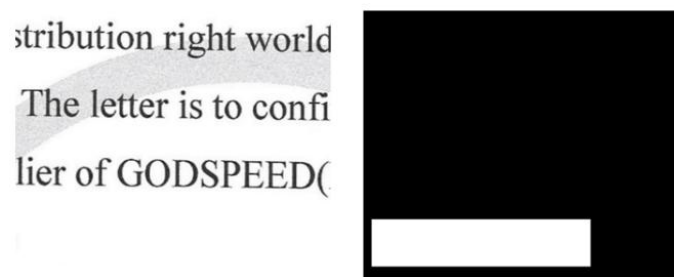 stribution right world
The letter is to confi
lier of GODSPEED(